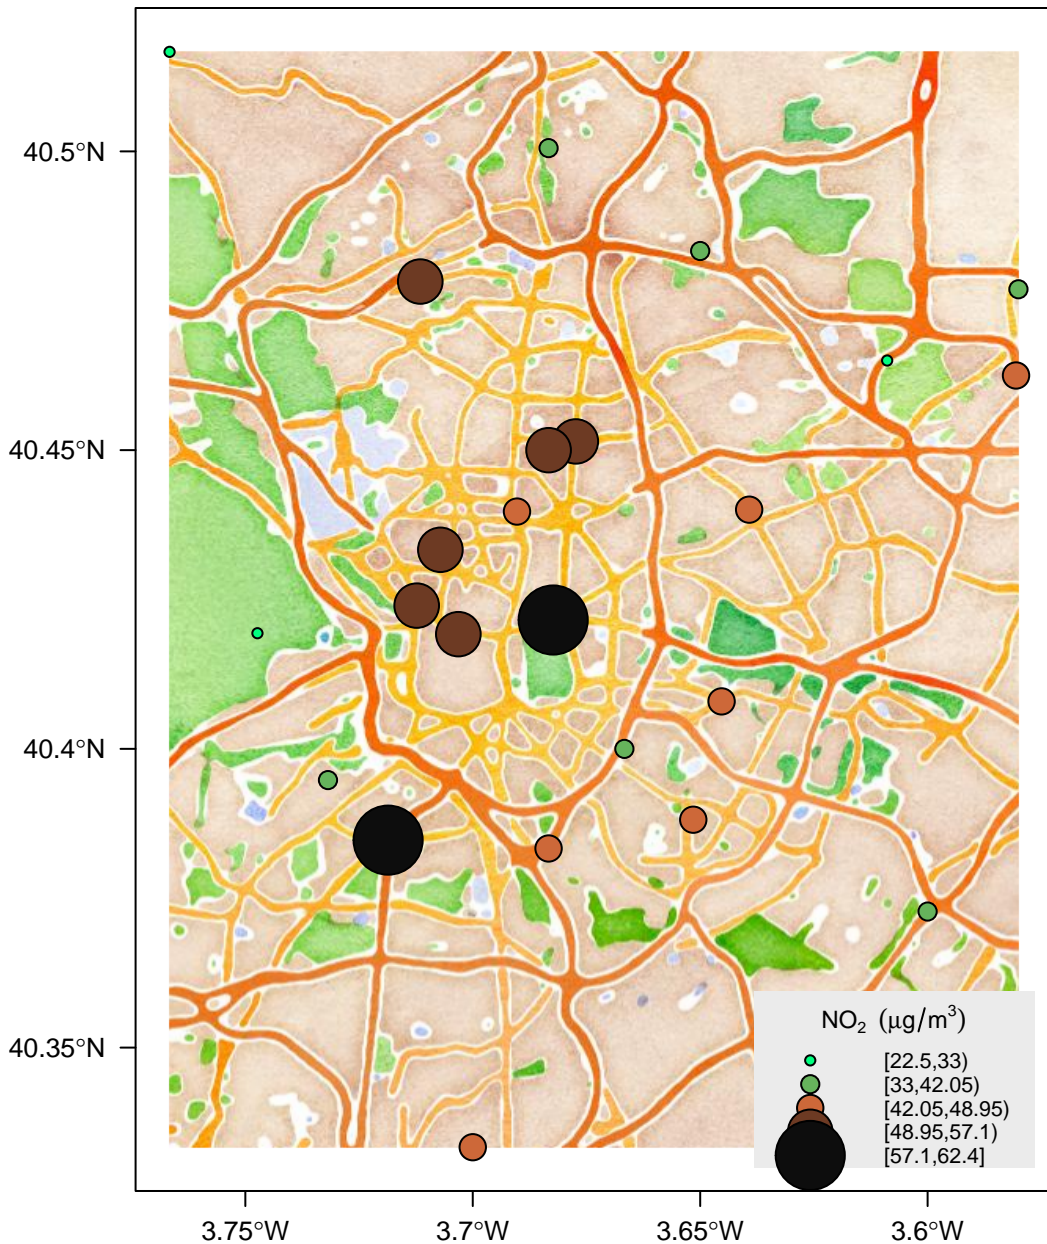 40.5°N
40.45°N
40.4°N
40.35°N
NO₂ (μg/m³)
[22.5,33)
[33,42.05)
[42.05,48.95)
[48.95,57.1)
[57.1,62.4]
3.75°W
3.7°W
3.65°W
3.6°W